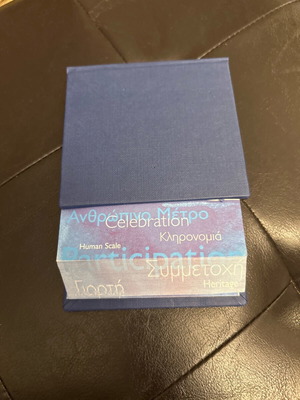 Ανθρώπινο Μέτρο
Celebration
Κληρονομιά
Human Scale
Participation
Συμμετοχή
Γιορτή
Heritage